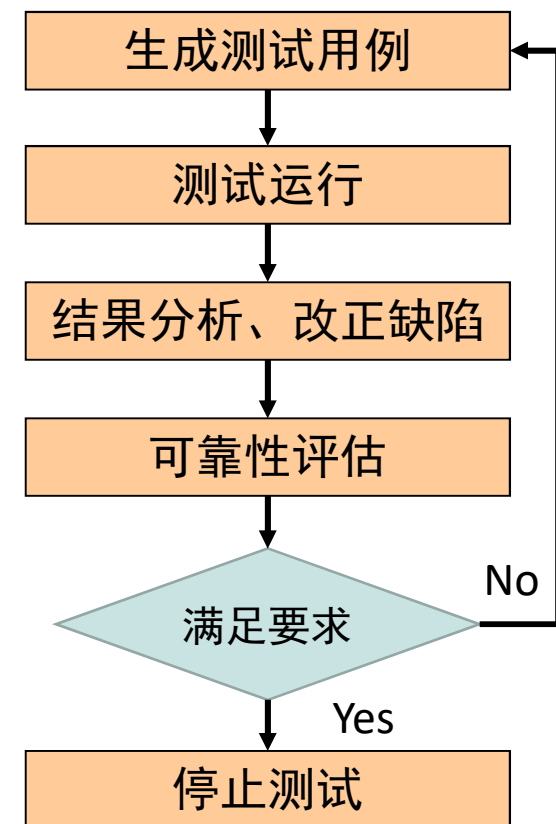 生成测试用例
测试运行
结果分析、改正缺陷
可靠性评估
满足要求
No
Yes
停止测试